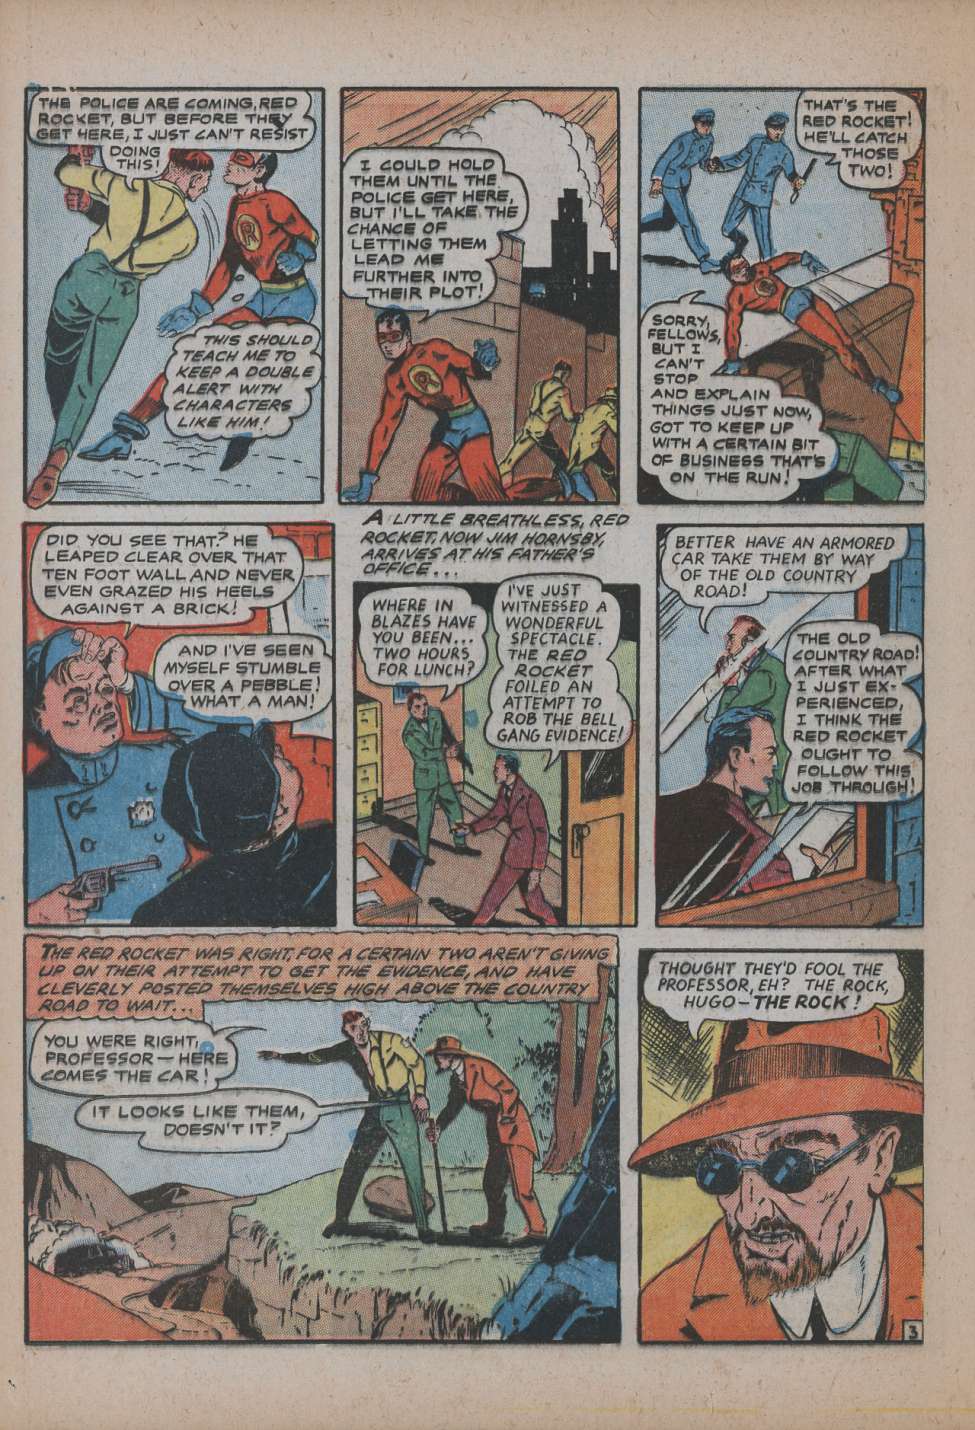 THE POLICE ARE COMING, RED
ROCKET, BUT BEFORE THEY
GET HERE, I JUST CAN'T RESIST
DOING
THIS!
R
THIS SHOULD
TEACH ME TO
KEEP A DOUBLE
ALERT WITH
CHARACTERS
LIKE HIM!
I COULD HOLD
THEM UNTIL THE
POLICE GET HERE,
BUT I'LL TAKE THE
CHANCE OF
LETTING THEM
LEAD ME
FURTHER INTO
THEIR PLOT!
R
THAT'S THE
RED ROCKET!
HE'LL CATCH
THOSE
TWO!
R
SORRY,
FELLOWS,
BUT I
CAN'T
STOP
AND EXPLAIN
THINGS JUST NOW,
GOT TO KEEP UP
WITH A CERTAIN BIT
OF BUSINESS THAT'S
ON THE RUN!
DID YOU SEE THAT? HE
LEAPED CLEAR OVER THAT
TEN FOOT WALL AND NEVER
EVEN GRAZED HIS HEELS
AGAINST A BRICK!
AND I'VE SEEN
MYSELF STUMBLE
OVER A PEBBLE!
WHAT A MAN!
A LITTLE BREATHLESS, RED
ROCKET, NOW JIM HORNSBY,
ARRIVES AT HIS FATHER'S
OFFICE...
WHERE IN
BLAZES HAVE
YOU BEEN...
TWO HOURS
FOR LUNCH?
I'VE JUST
WITNESSED A
WONDERFUL
SPECTACLE.
THE RED
ROCKET
FOILED AN
ATTEMPT TO
ROB THE BELL
GANG EVIDENCE!
BETTER HAVE AN ARMORED
CAR TAKE THEM BY WAY
OF THE OLD COUNTRY
ROAD!
THE OLD
COUNTRY ROAD!
AFTER WHAT
I JUST EX-
PERIENCED,
I THINK THE
RED ROCKET
OUGHT TO
FOLLOW THIS
JOB THROUGH!
THE RED ROCKET WAS RIGHT, FOR A CERTAIN TWO AREN'T GIVING
UP ON THEIR ATTEMPT TO GET THE EVIDENCE, AND HAVE
CLEVERLY POSTED THEMSELVES HIGH ABOVE THE COUNTRY
ROAD TO WAIT...
YOU WERE RIGHT,
PROFESSOR—HERE
COMES THE CAR!
IT LOOKS LIKE THEM,
DOESN'T IT?
THOUGHT THEY'D FOOL THE
PROFESSOR, EH? THE ROCK,
HUGO—THE ROCK!
3